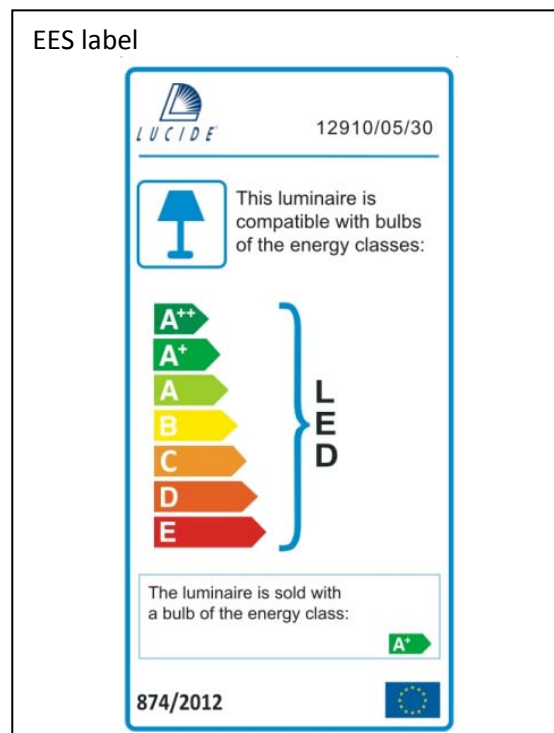 EES label
LUCIDE
12910/05/30
This luminaire is
compatible with bulbs
of the energy classes:
A++
A+
A
B
C
D
E
L
E
D
The luminaire is sold with
a bulb of the energy class:
A+
874/2012